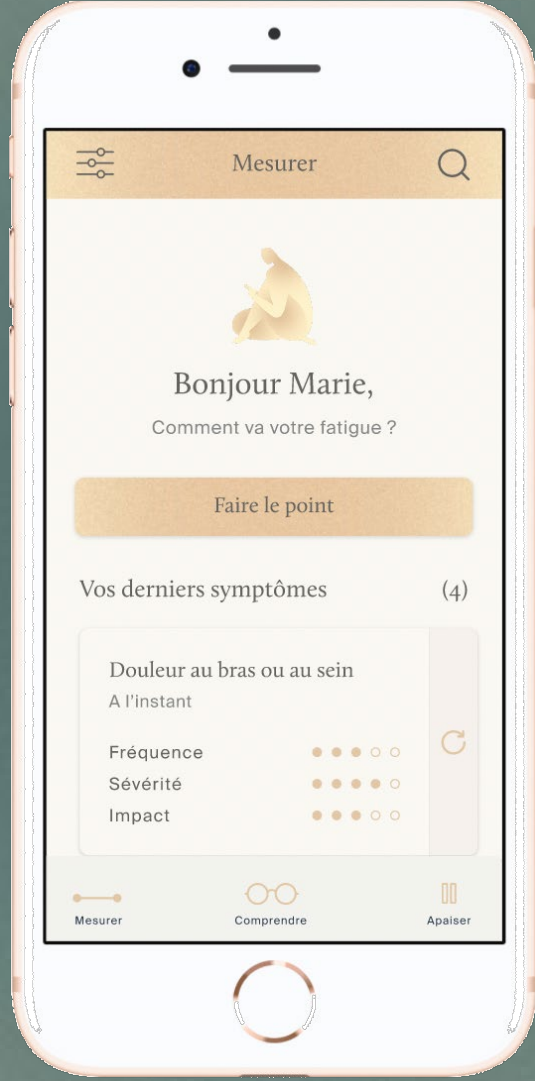 Mesurer
Bonjour Marie,
Comment va votre fatigue ?
Faire le point
Vos derniers symptômes (4)
Douleur au bras ou au sein
A l'instant
Fréquence
Sévérité
Impact
Mesurer Comprendre Apaiser